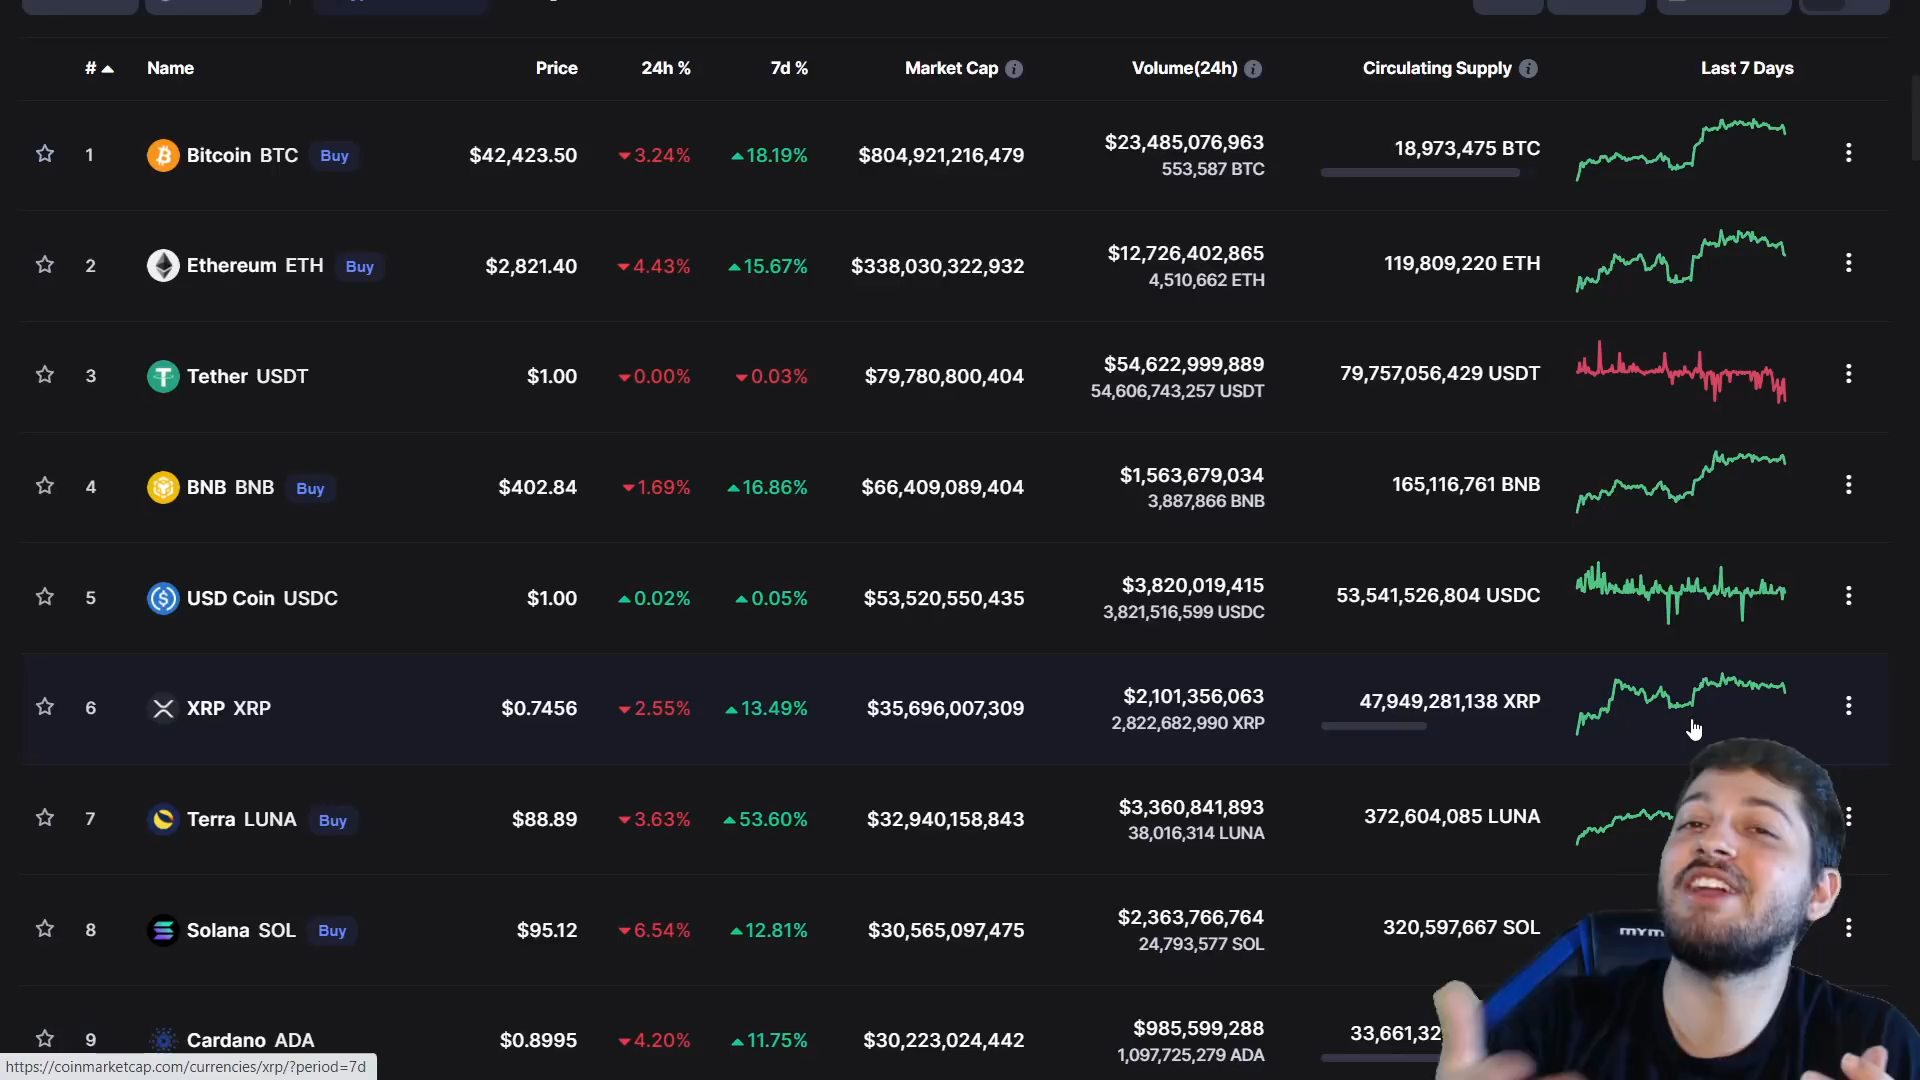 # Name Price 24h % 7d % Market Cap Volume(24h) Circulating Supply Last 7 Days
1 Bitcoin BTC Buy $42,423.50 3.24% 18.19% $804,921,216,479 $23,485,076,963 18,973,475 BTC
553,587 BTC
2 Ethereum ETH Buy $2,821.40 4.43% 15.67% $338,030,322,932 $12,726,402,865 119,809,220 ETH
4,510,662 ETH
3 Tether USDT $1.00 0.00% 0.03% $79,780,800,404 $54,622,999,889 79,757,056,429 USDT
54,606,743,257 USDT
4 BNB BNB Buy $402.84 1.69% 16.86% $66,409,089,404 $1,563,679,034 165,116,761 BNB
3,887,866 BNB
5 USD Coin USDC $1.00 0.02% 0.05% $53,520,550,435 $3,820,019,415 53,541,526,804 USDC
3,821,516,599 USDC
6 XRP XRP $0.7456 2.55% 13.49% $35,696,007,309 $2,101,356,063 47,949,281,138 XRP
2,822,682,990 XRP
7 Terra LUNA Buy $88.89 3.63% 53.60% $32,940,158,843 $3,360,841,893 372,604,085 LUNA
38,016,314 LUNA
8 Solana SOL Buy $95.12 6.54% 12.81% $30,565,097,475 $2,363,766,764 320,597,667 SOL
24,793,577 SOL
9 Cardano ADA $0.8995 4.20% 11.75% $30,223,024,442 $985,599,288 33,661,32
1,097,725,279 ADA
https://coinmarketcap.com/currencies/xrp/?period=7d